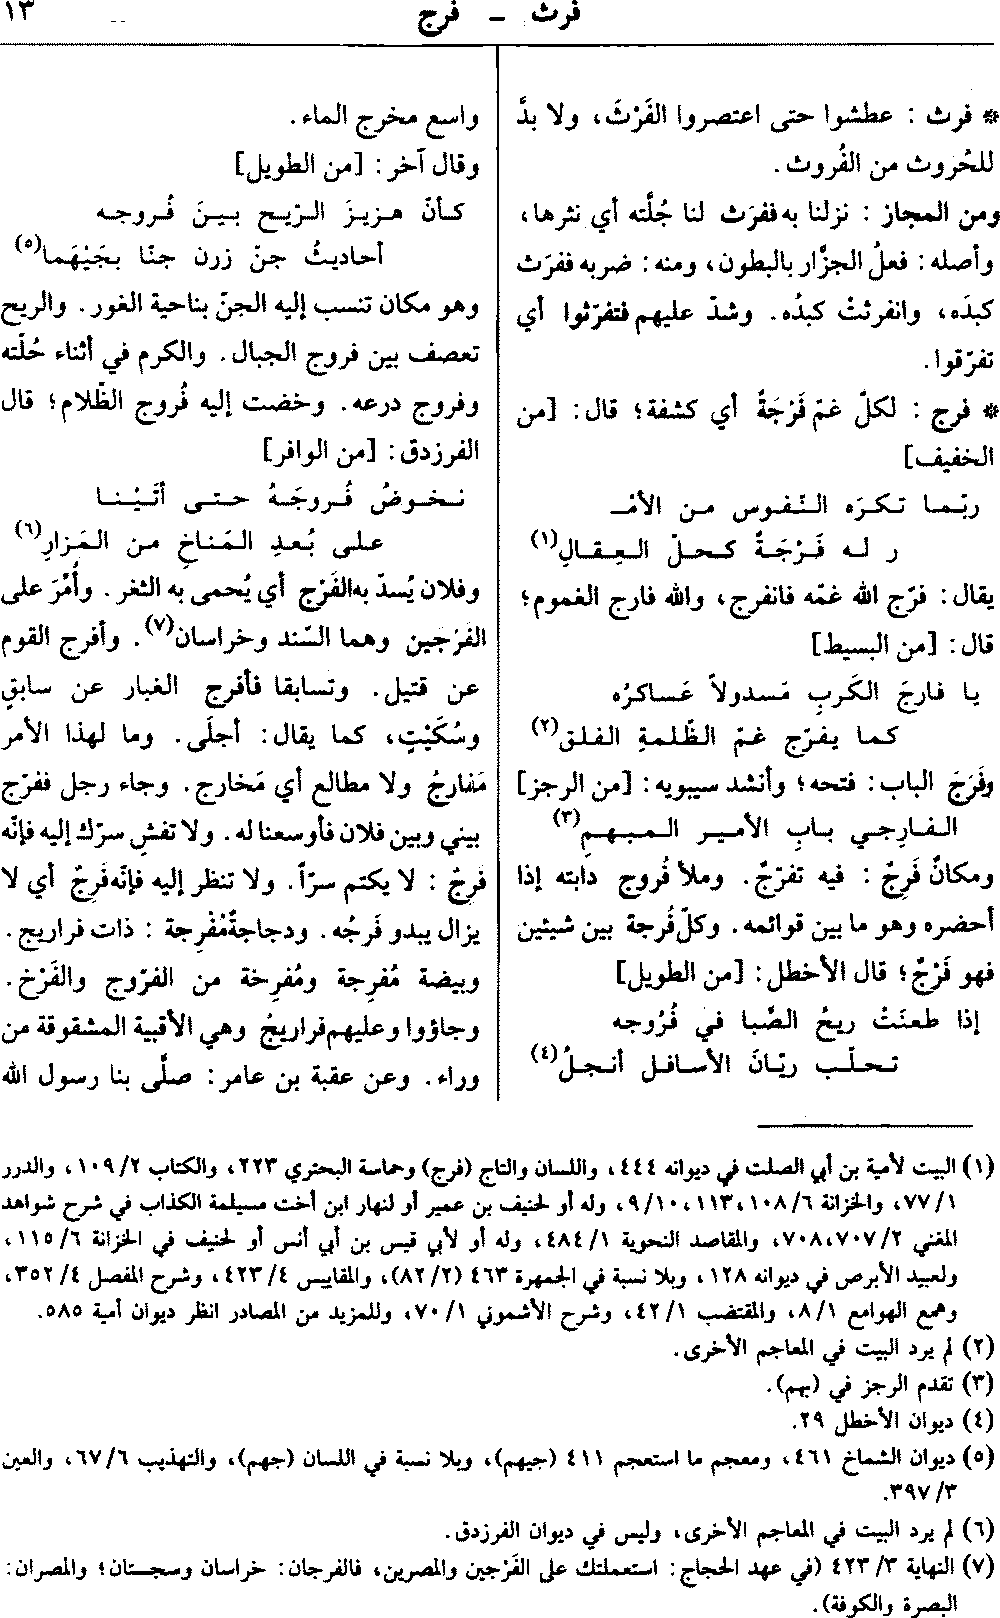 فرث - فرج
١٣
* فرث : عطشوا حتى اعتصروا الفَرْثَ، ولا بدَّ
للحُروث من الفُروث.
ومن المجاز : نزلنا به ففرَث لنا جُلَّته أي نثرها،
وأصله: فعلُ الجزَّار بالبطون، ومنه: ضربه ففرَث
كبدَه، وانفرثتْ كبدُه. وشدّ عليهم فتفرّثوا أي
تفرّقوا.
* فرج : لكلّ غمّ فَرْجَةٌ أي كشفة؛ قال: [من
الخفيف]
ربّما تكرَه النّفوس من الأمْـ
ر له فَرْجَةٌ كحلّ العِقالِ(١)
يقال: فرّج الله غمّه فانفرج، والله فارج الغموم؛
قال: [من البسيط]
يا فارجَ الكَربِ مَسدولاً عَساكرُه
كما يفرّج غمّ الظّلمةِ الفلق(٢)
وفَرَجَ الباب: فتحه؛ وأنشد سيبويه: [من الرجز]
الفارجي بابِ الأمير المبهمِ(٣)
ومكانٌ فَرِجٌ : فيه تفرّجٌ. وملأ فُروج دابته إذا
أحضره وهو ما بين قوائمه. وكلّ فُرجة بين شيئين
فهو فَرْجٌ؛ قال الأخطل: [من الطويل]
إذا طعنَتْ ريحُ الصَّبا في فُرُوجه
تحلّب ريّانَ الأسافل أنجلُ(٤)
واسع مخرج الماء.
وقال آخر: [من الطويل]
كأنّ هزيزَ الرّيح بينَ فُروجه
أحاديثُ جنّ زرن جنّا بجَيْهَما(٥)
وهو مكان تنسب إليه الجنّ بناحية الغور. والريح
تعصف بين فروج الجبال. والكرم في أثناء حُلّته
وفروج درعه. وخضت إليه فُروج الظّلام؛ قال
الفرزدق: [من الوافر]
نخوضُ فُروجَهُ حتى أتَيْنا
على بُعدِ المَناخِ من المَزارِ(٦)
وفلان يُسدّ به الفَرْج أي يُحمى به الثغر. وأُمِّرَ على
الفَرْجين وهما السّند وخراسان(٧). وأفرج القوم
عن قتيل. وتسابقا فأفرج الغبار عن سابقٍ
وسُكَيْتٍ، كما يقال: أجلَى. وما لهذا الأمر
مَفارجُ ولا مطالع أي مَخارج. وجاء رجل ففرّج
بيني وبين فلان فأوسعنا له. ولا تفشِ سرّك إليه فإنّه
فَرِجٌ : لا يكتم سرّاً. ولا تنظر إليه فإنّه فَرِجٌ أي لا
يزال يبدو فَرجُه. ودجاجةٌ مُفْرِجة : ذات فراريج.
وبيضة مُفرِجة ومُفرِخة من الفرّوج والفَرْخ.
وجاؤوا وعليهم فراريجُ وهي الأقبية المشقوقة من
وراء. وعن عقبة بن عامر: صلَّى بنا رسول الله
(١) البيت لأمية بن أبي الصلت في ديوانه ٤٤٤، واللسان والتاج (فرج) وحماسة البحتري ٢٢٣، والكتاب ١٠٩/٢، والدرر
٧٧/١، والخزانة ١٠٨/٦، ١١٣، ٩/١٠، وله أو لحنيف بن عمير أو لنهار ابن أخت مسيلمة الكذاب في شرح شواهد
المغني ٧٠٧/٢، ٧٠٨، والمقاصد النحوية ٤٨٤/١، وله أو لأبي قيس بن أبي أنس أو لحنيف في الخزانة ١١٥/٦،
ولعبيد الأبرص في ديوانه ١٢٨، وبلا نسبة في الجمهرة ٤٦٣ (٨٢/٢)، والمقاييس ٤٢٣/٤، وشرح المفصل ٣٥٢/٤،
وهمع الهوامع ٨/١، والمقتضب ٤٢/١، وشرح الأشموني ٧٠/١، وللمزيد من المصادر انظر ديوان أمية ٥٨٥.
(٢) لم يرد البيت في المعاجم الأخرى.
(٣) تقدم الرجز في (بهم).
(٤) ديوان الأخطل ٢٩.
(٥) ديوان الشماخ ٤٦١، ومعجم ما استعجم ٤١١ (جيهم)، وبلا نسبة في اللسان (جهم)، والتهذيب ٦٧/٦، والعين
٣٩٧/٣.
(٦) لم يرد البيت في المعاجم الأخرى، وليس في ديوان الفرزدق.
(٧) النهاية ٤٢٣/٣ (في عهد الحجاج: استعملتك على الفَرْجين والمصرين، فالفرجان: خراسان وسجستان؛ والمصران:
البصرة والكوفة).